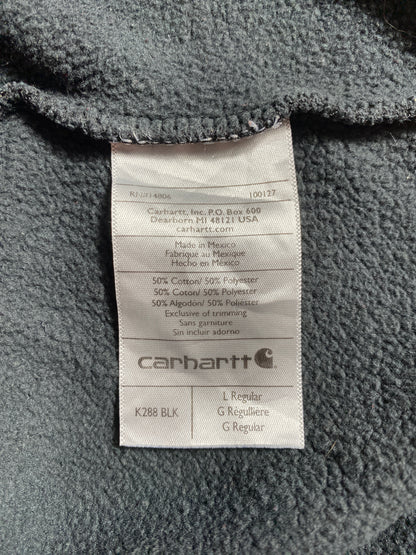 RN#14806 100127
Carhartt, Inc. P.O. Box 600
Dearborn MI 48121 USA
carhartt.com
Made in Mexico
Fabrique au Mexique
Hecho en México
50% Cotton/ 50% Polyester
50% Coton/ 50% Polyester
50% Algodon/ 50% Poliester
Exclusive of trimming
Sans garniture
Sin incluir adorno
carhartt
K288 BLK
L Regular
G Régulliere
G Regular